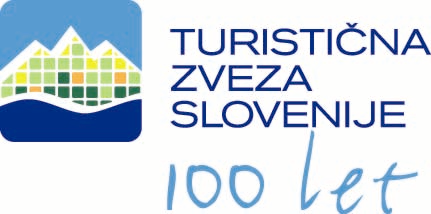 TURISTIČNA
ZVEZA
SLOVENIJE
100 let